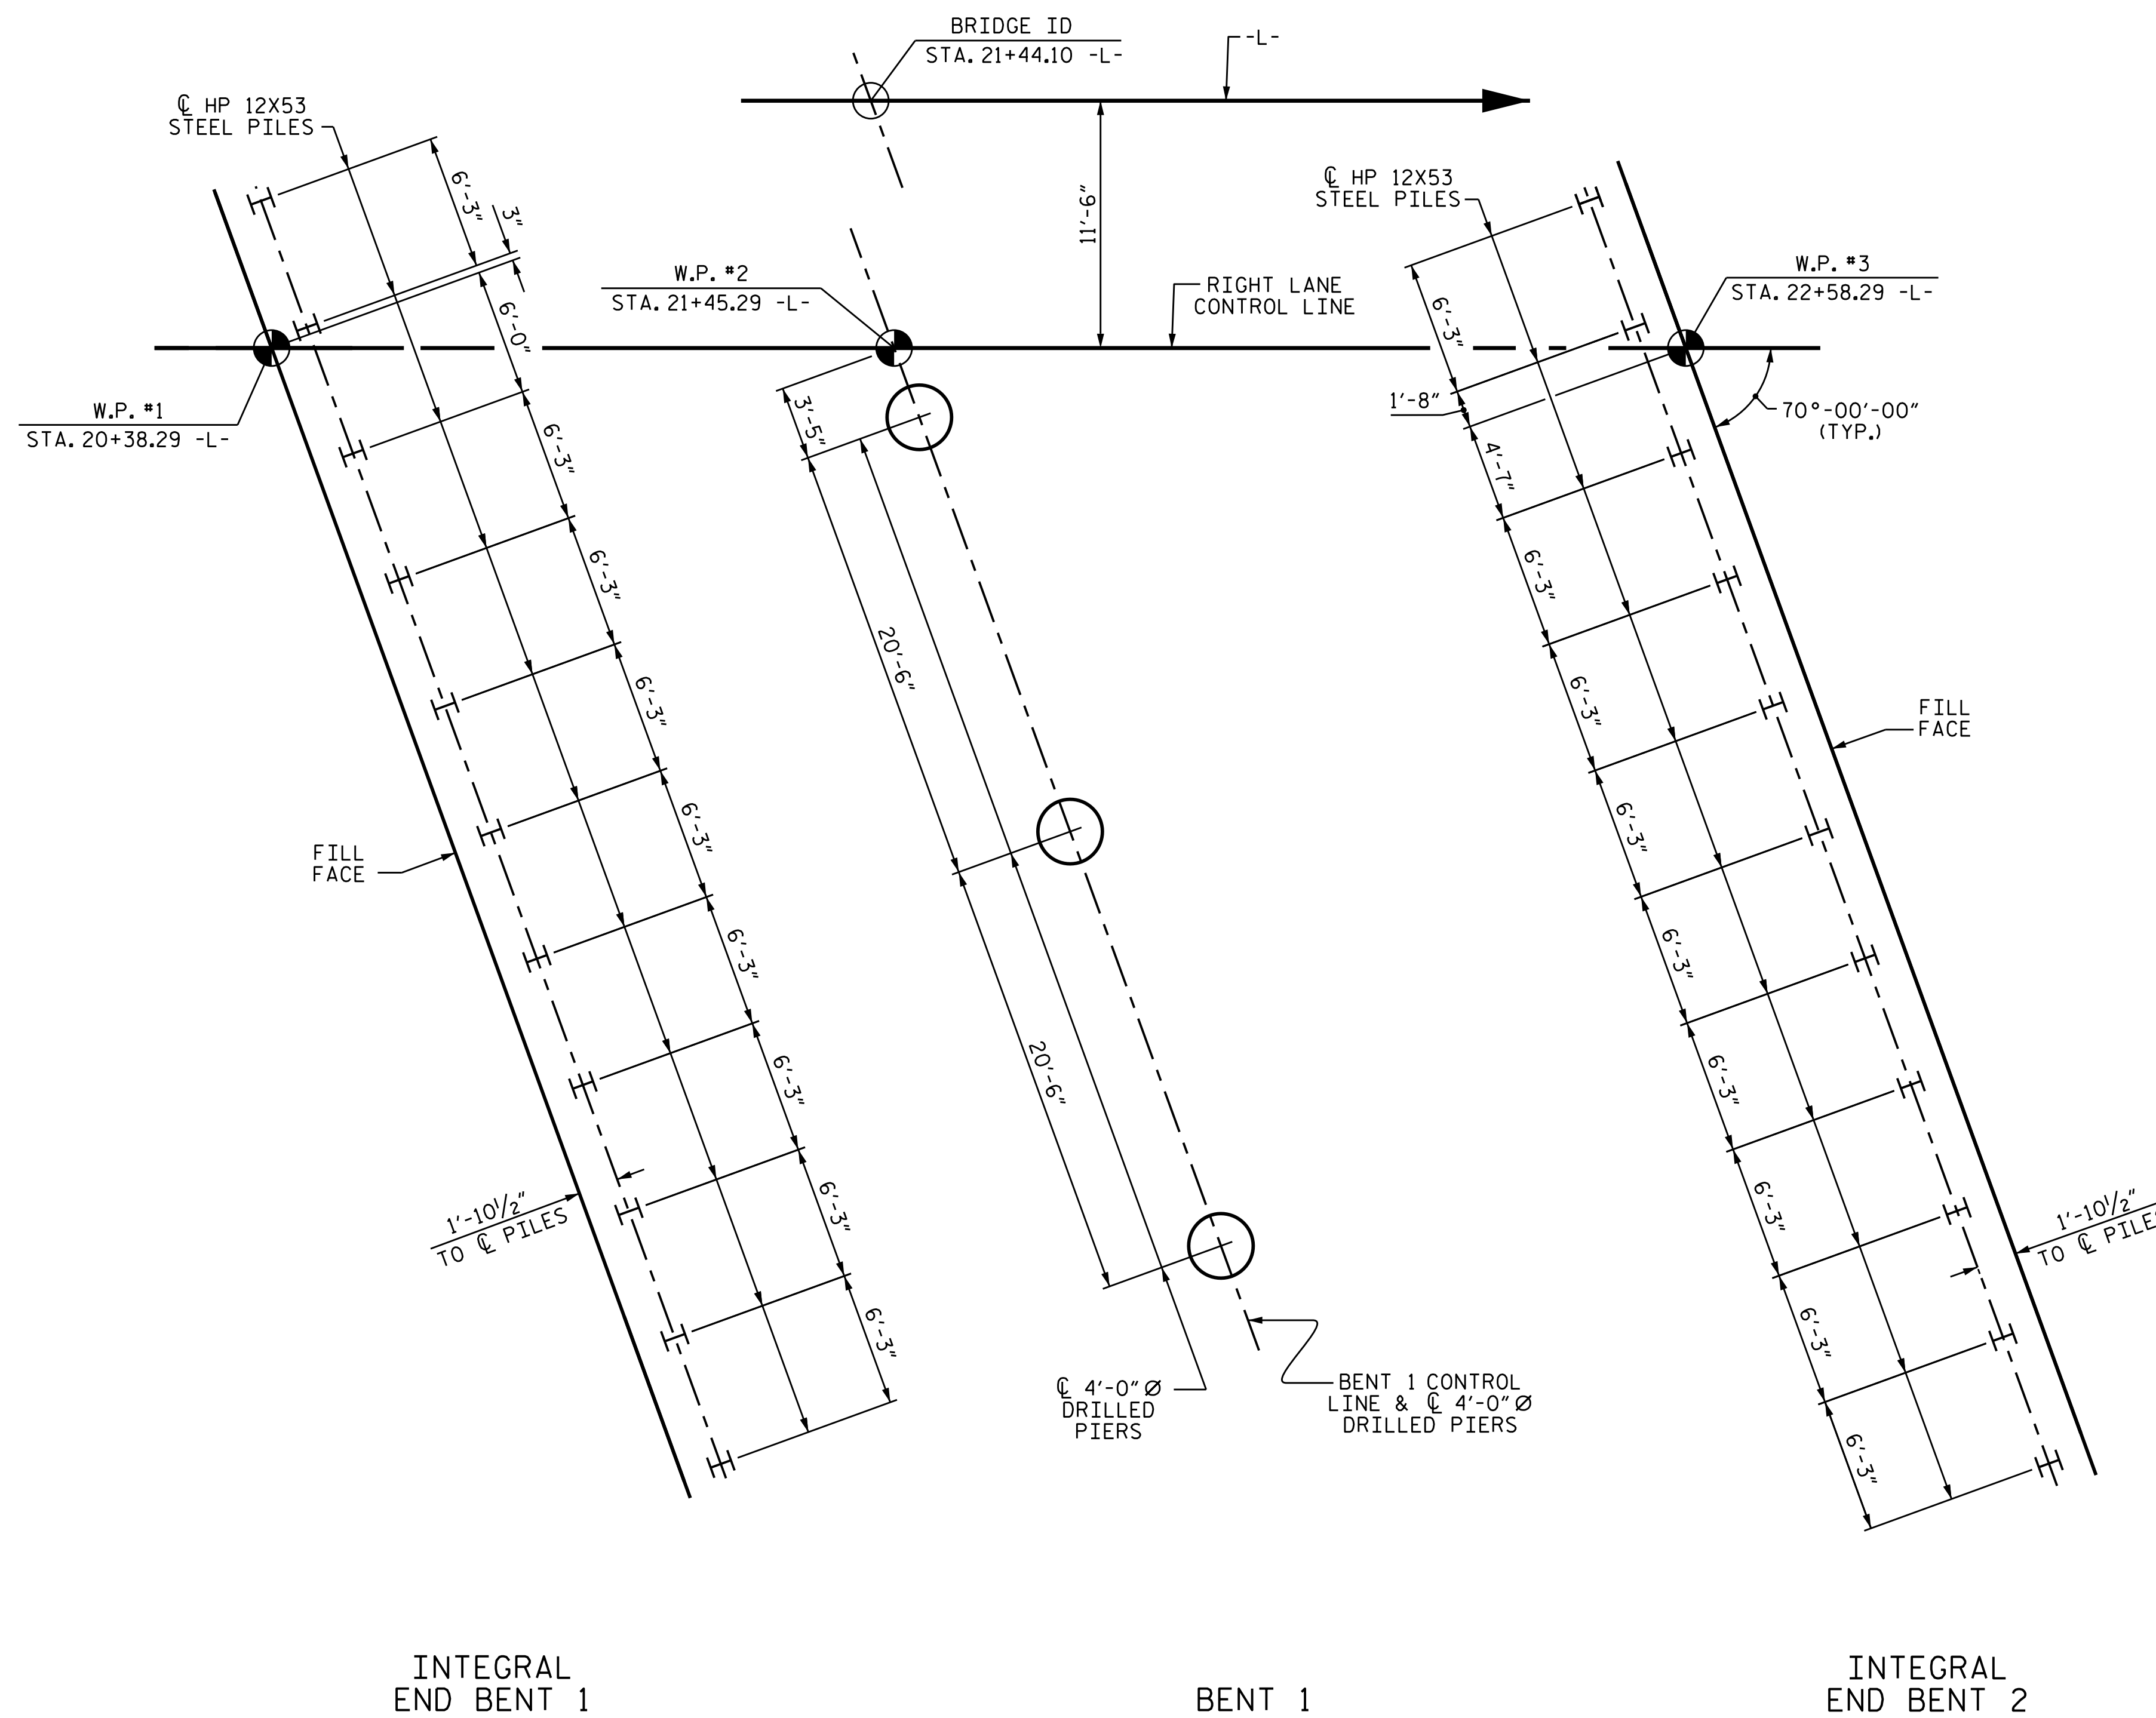 BRIDGE ID
STA. 21+44.10 -L-
-L-
℄ HP 12X53
STEEL PILES
6'-3"
3"
6'-0"
6'-3"
6'-3"
6'-3"
6'-3"
6'-3"
6'-3"
6'-3"
6'-3"
W.P. #1
STA. 20+38.29 -L-
FILL
FACE
1'-10½"
TO ℄ PILES
W.P. #2
STA. 21+45.29 -L-
11'-6"
RIGHT LANE
CONTROL LINE
3'-5"
20'-6"
20'-6"
℄ 4'-0"Ø
DRILLED
PIERS
BENT 1 CONTROL
LINE & ℄ 4'-0"Ø
DRILLED PIERS
℄ HP 12X53
STEEL PILES
W.P. #3
STA. 22+58.29 -L-
70°-00'-00"
(TYP.)
6'-3"
1'-8"
4'-7"
6'-3"
6'-3"
6'-3"
6'-3"
6'-3"
6'-3"
6'-3"
6'-3"
FILL
FACE
1'-10½"
TO ℄ PILES
INTEGRAL
END BENT 1
BENT 1
INTEGRAL
END BENT 2